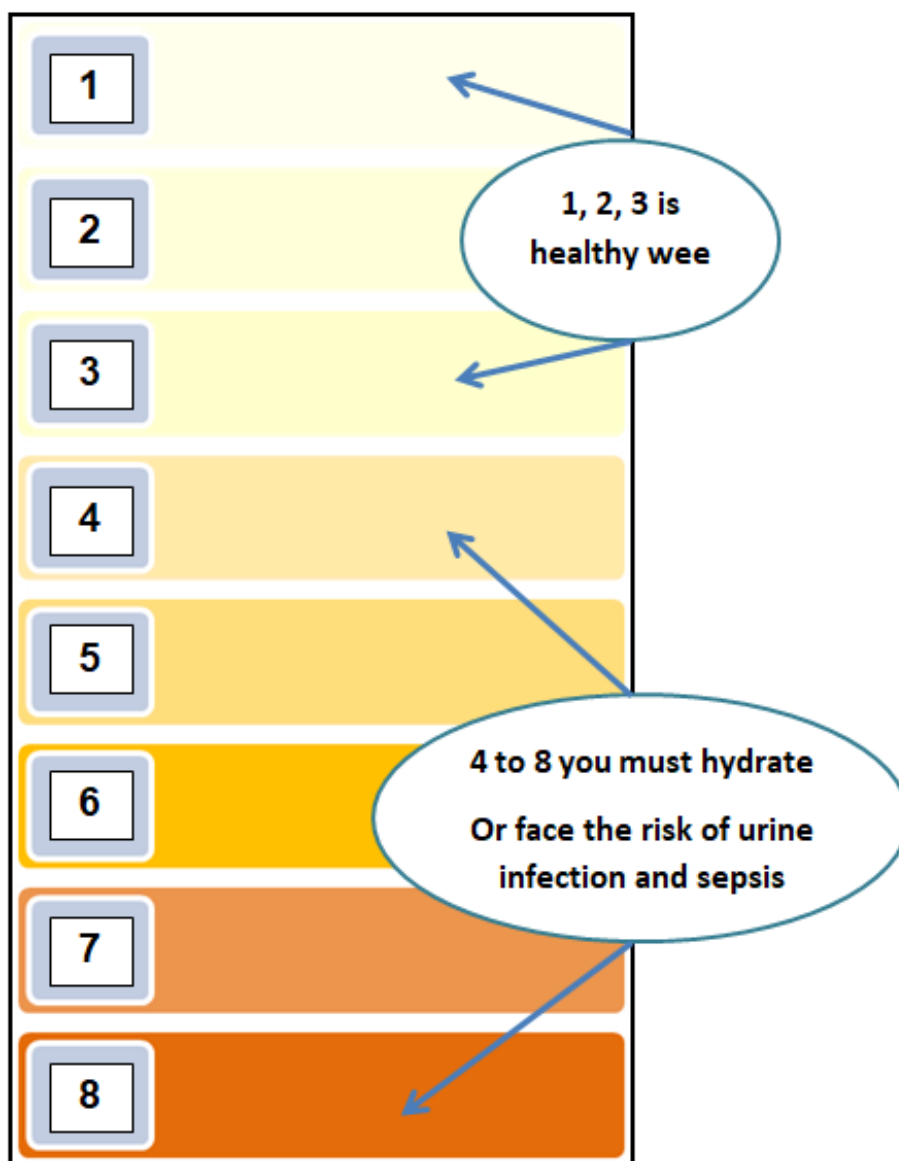 1
2
1, 2, 3 is
healthy wee
3
4
5
4 to 8 you must hydrate
Or face the risk of urine
infection and sepsis
6
7
8